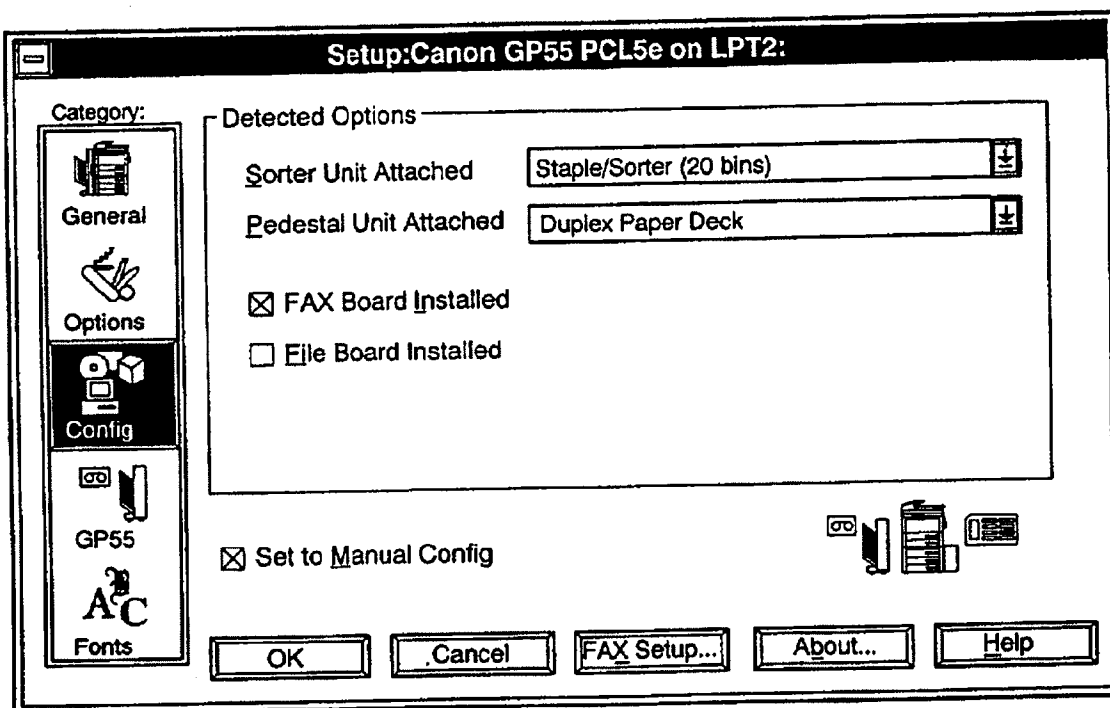 Setup:Canon GP55 PCL5e on LPT2:
Category:
General
Options
Config
GP55
Fonts
Detected Options
Sorter Unit Attached
Staple/Sorter (20 bins)
Pedestal Unit Attached
Duplex Paper Deck
FAX Board Installed
File Board Installed
Set to Manual Config
OK
Cancel
FAX Setup...
About...
Help